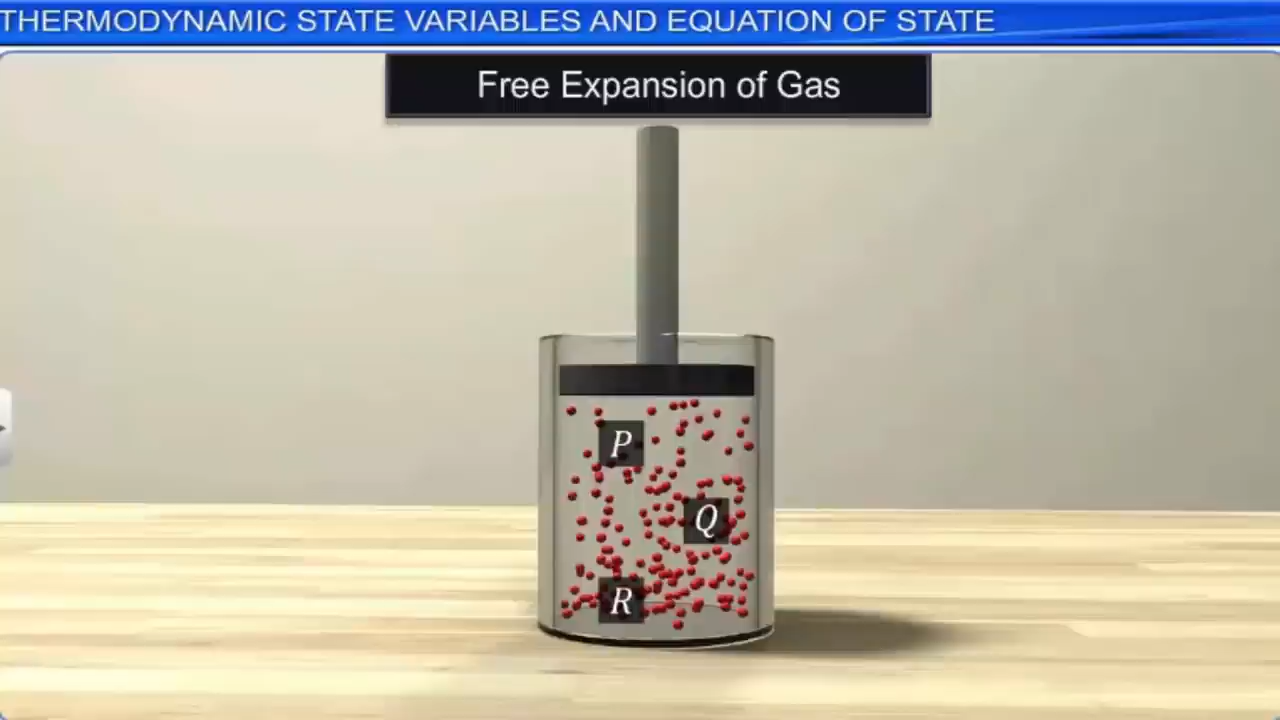 THERMODYNAMIC STATE VARIABLES AND EQUATION OF STATE
Free Expansion of Gas
P
Q
R